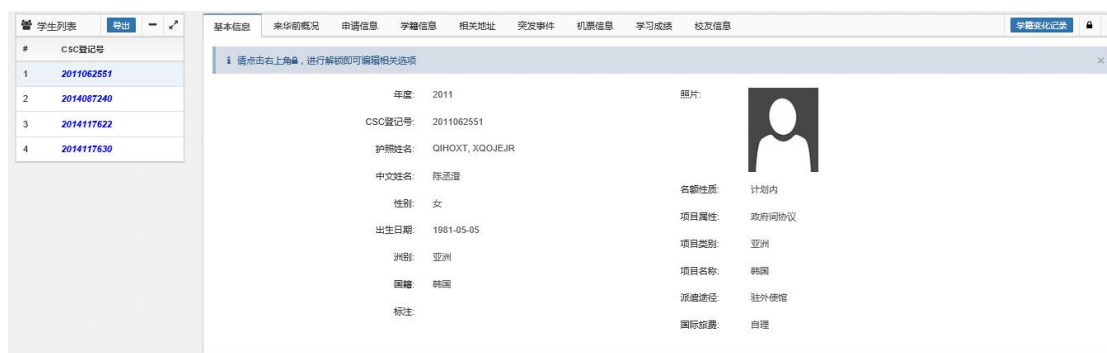 学生列表 导出
# CSC登记号
1 2011062551
2 2014087240
3 2014117622
4 2014117630
基本信息 来华前概况 申请信息 学籍信息 相关地址 突发事件 机票信息 学习成绩 校友信息 学籍变化记录
请点击右上角,进行解锁即可编辑相关选项 ×
年度: 2011
CSC登记号: 2011062551
护照姓名: QIHOXT, XQOJEJR
中文姓名: 陈丞澄
性别: 女
出生日期: 1981-05-05
洲别: 亚洲
国籍: 韩国
标注:
照片:
名额性质: 计划内
项目属性: 政府间协议
项目类别: 亚洲
项目名称: 韩国
派遣途径: 驻外使馆
国际旅费: 自理